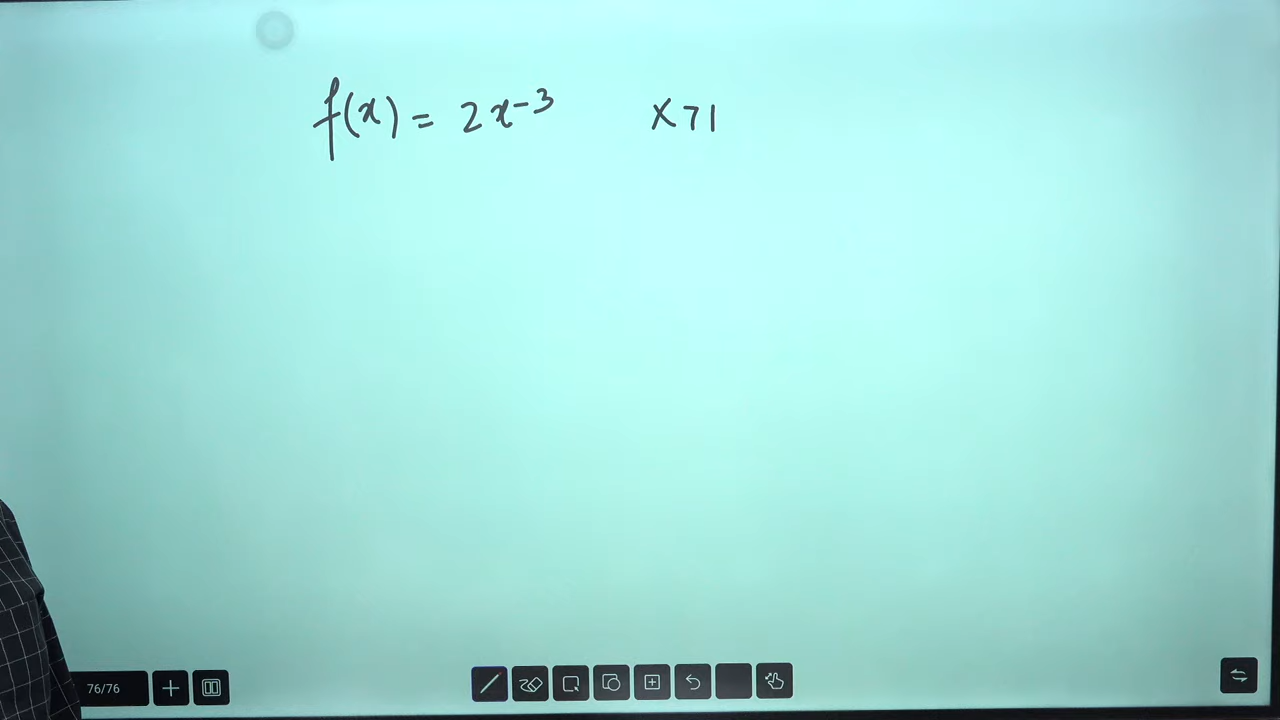 f(x) = 2x⁻³ x>1
76/76